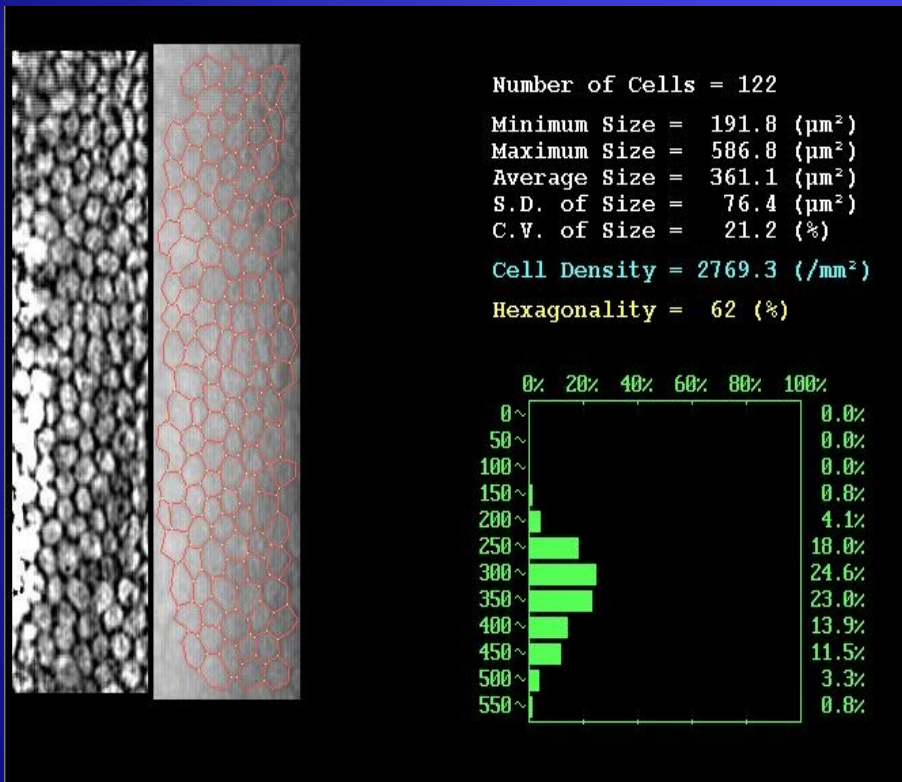 Number of Cells = 122
Minimum Size = 191.8 (µm²)
Maximum Size = 586.8 (µm²)
Average Size = 361.1 (µm²)
S.D. of Size = 76.4 (µm²)
C.V. of Size = 21.2 (%)
Cell Density = 2769.3 (/mm²)
Hexagonality = 62 (%)
0% 20% 40% 60% 80% 100%
0~ 0.0%
50~ 0.0%
100~ 0.0%
150~ 0.8%
200~ 4.1%
250~ 18.0%
300~ 24.6%
350~ 23.0%
400~ 13.9%
450~ 11.5%
500~ 3.3%
550~ 0.8%